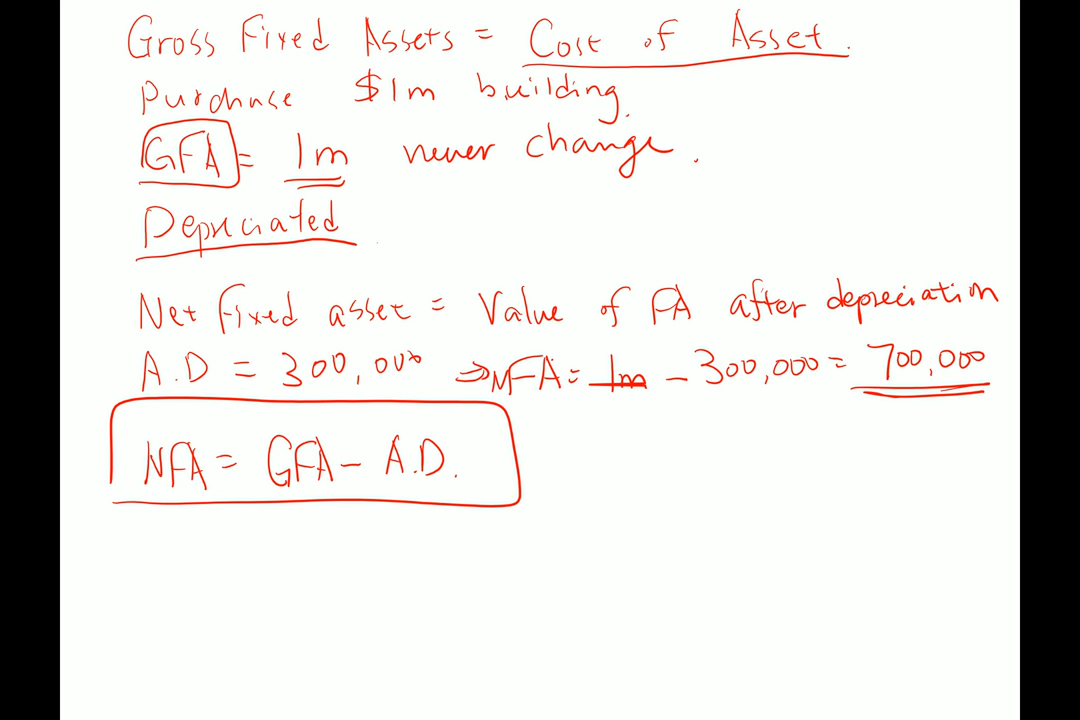 Gross Fixed Assets = Cost of Asset.
Purchase $1m building.
GFA = 1m never change.
Depreciated
Net fixed asset = Value of FA after depreciation
A.D = 300,000 ⇒ NFA = 1m - 300,000 = 700,000
NFA = GFA - A.D.